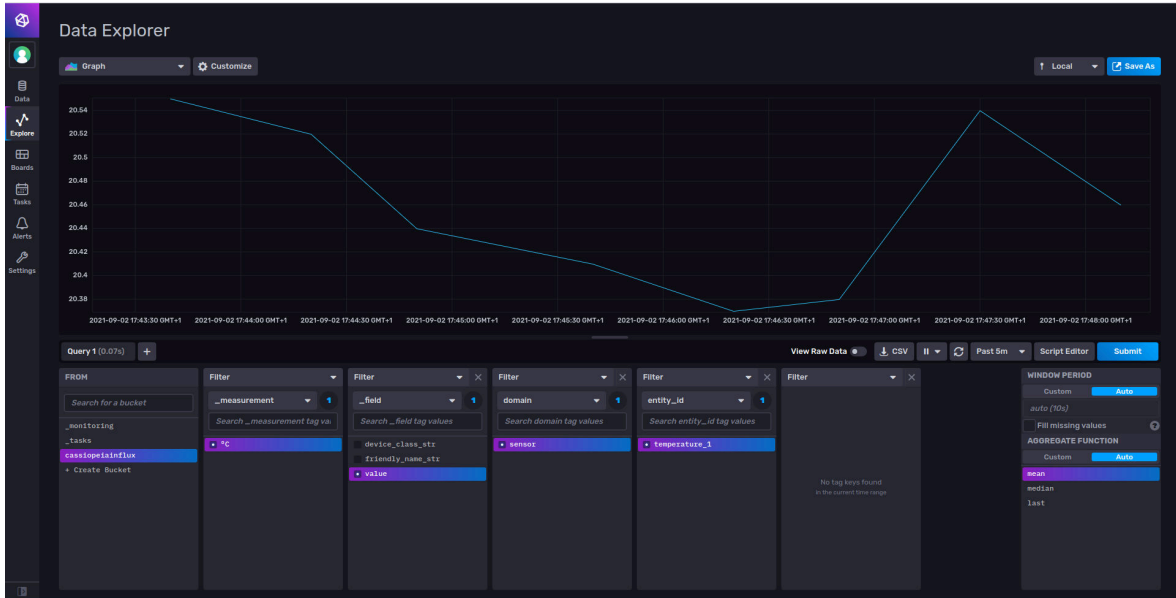 Data Explorer
Graph
Customize
Local
Save As
Data
Explore
Boards
Tasks
Alerts
Settings
20.54
20.52
20.5
20.48
20.46
20.44
20.42
20.4
20.38
2021-09-02 17:43:30 GMT+1 2021-09-02 17:44:00 GMT+1 2021-09-02 17:44:30 GMT+1 2021-09-02 17:45:00 GMT+1 2021-09-02 17:45:30 GMT+1 2021-09-02 17:46:00 GMT+1 2021-09-02 17:46:30 GMT+1 2021-09-02 17:47:00 GMT+1 2021-09-02 17:47:30 GMT+1 2021-09-02 17:48:00 GMT+1
Query 1 (0.07s) +
View Raw Data CSV Past 5m Script Editor Submit
FROM
Search for a bucket
_monitoring
_tasks
cassiopeiainflux
+ Create Bucket
Filter
_measurement 1
Search _measurement tag val
°C
Filter
_field 1
Search _field tag values
device_class_str
friendly_name_str
value
Filter
domain 1
Search domain tag values
sensor
Filter
entity_id 1
Search entity_id tag values
temperature_1
Filter
No tag keys found
in the current time range
WINDOW PERIOD
Custom Auto
auto (10s)
Fill missing values ?
AGGREGATE FUNCTION
Custom Auto
mean
median
last